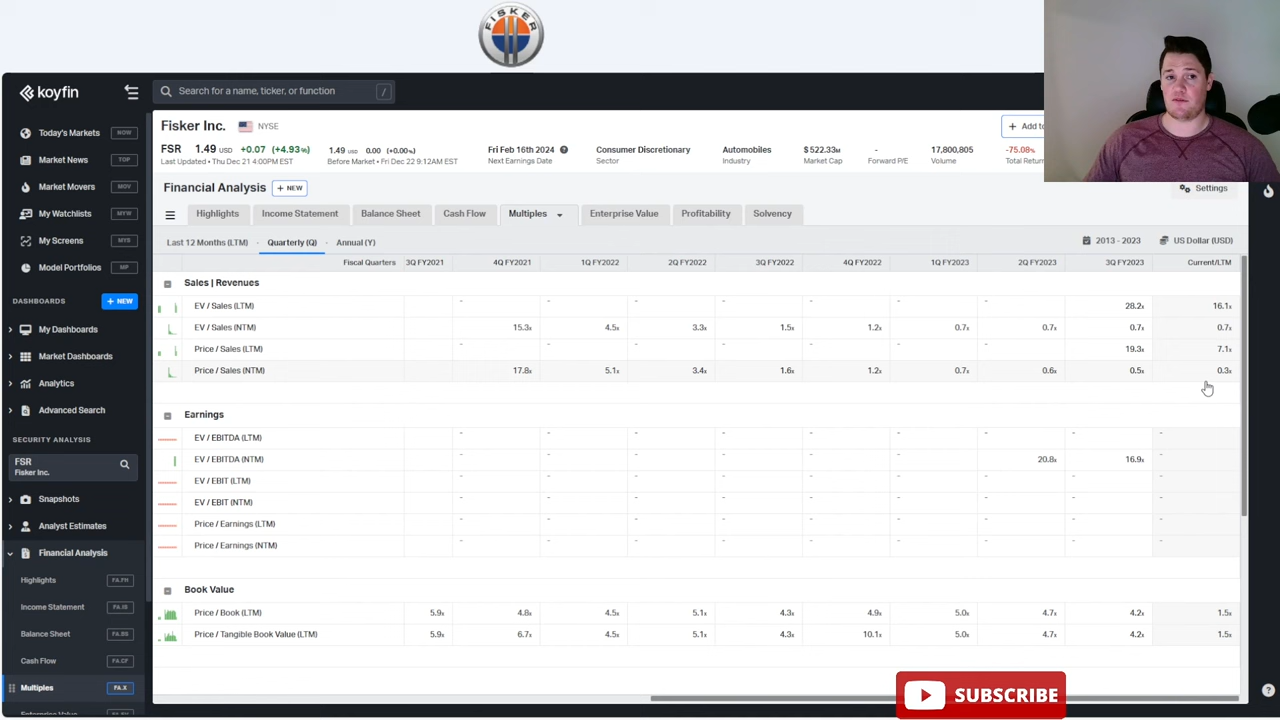 FISKER
koyfin
Search for a name, ticker, or function /
Today's Markets NOW
Market News TOP
Market Movers MOV
My Watchlists MYW
My Screens MYS
Model Portfolios MP
DASHBOARDS + NEW
My Dashboards
Market Dashboards
Analytics
Advanced Search
SECURITY ANALYSIS
FSR
Fisker Inc.
Snapshots
Analyst Estimates
Financial Analysis
Highlights FA.FH
Income Statement FA.IS
Balance Sheet FA.BS
Cash Flow FA.CF
Multiples FA.X
Enterprise Value
Fisker Inc. NYSE
+ Add to
FSR 1.49 USD +0.07 (+4.93%) 1.49 USD 0.00 (+0.00%) Fri Feb 16th 2024 Consumer Discretionary Automobiles $ 522.33M - 17,800,805 -75.08%
Last Updated • Thu Dec 21 4:00PM EST Before Market • Fri Dec 22 9:12AM EST Next Earnings Date Sector Industry Market Cap Forward P/E Volume Total Retur
Financial Analysis + NEW Settings
Highlights Income Statement Balance Sheet Cash Flow Multiples Enterprise Value Profitability Solvency
Last 12 Months (LTM) • Quarterly (Q) • Annual (Y) 2013 - 2023 US Dollar (USD)
Fiscal Quarters 3Q FY2021 4Q FY2021 1Q FY2022 2Q FY2022 3Q FY2022 4Q FY2022 1Q FY2023 2Q FY2023 3Q FY2023 Current/LTM
Sales | Revenues
EV / Sales (LTM) - - - - - - - 28.2x 16.1x
EV / Sales (NTM) 15.3x 4.5x 3.3x 1.5x 1.2x 0.7x 0.7x 0.7x 0.7x
Price / Sales (LTM) - - - - - - - 19.3x 7.1x
Price / Sales (NTM) 17.8x 5.1x 3.4x 1.6x 1.2x 0.7x 0.6x 0.5x 0.3x
Earnings
EV / EBITDA (LTM) - - - - - - - - -
EV / EBITDA (NTM) - - - - - - 20.8x 16.9x -
EV / EBIT (LTM) - - - - - - - - -
EV / EBIT (NTM) - - - - - - - - -
Price / Earnings (LTM) - - - - - - - - -
Price / Earnings (NTM) - - - - - - - - -
Book Value
Price / Book (LTM) 5.9x 4.8x 4.5x 5.1x 4.3x 4.9x 5.0x 4.7x 4.2x 1.5x
Price / Tangible Book Value (LTM) 5.9x 6.7x 4.5x 5.1x 4.3x 10.1x 5.0x 4.7x 4.2x 1.5x
SUBSCRIBE